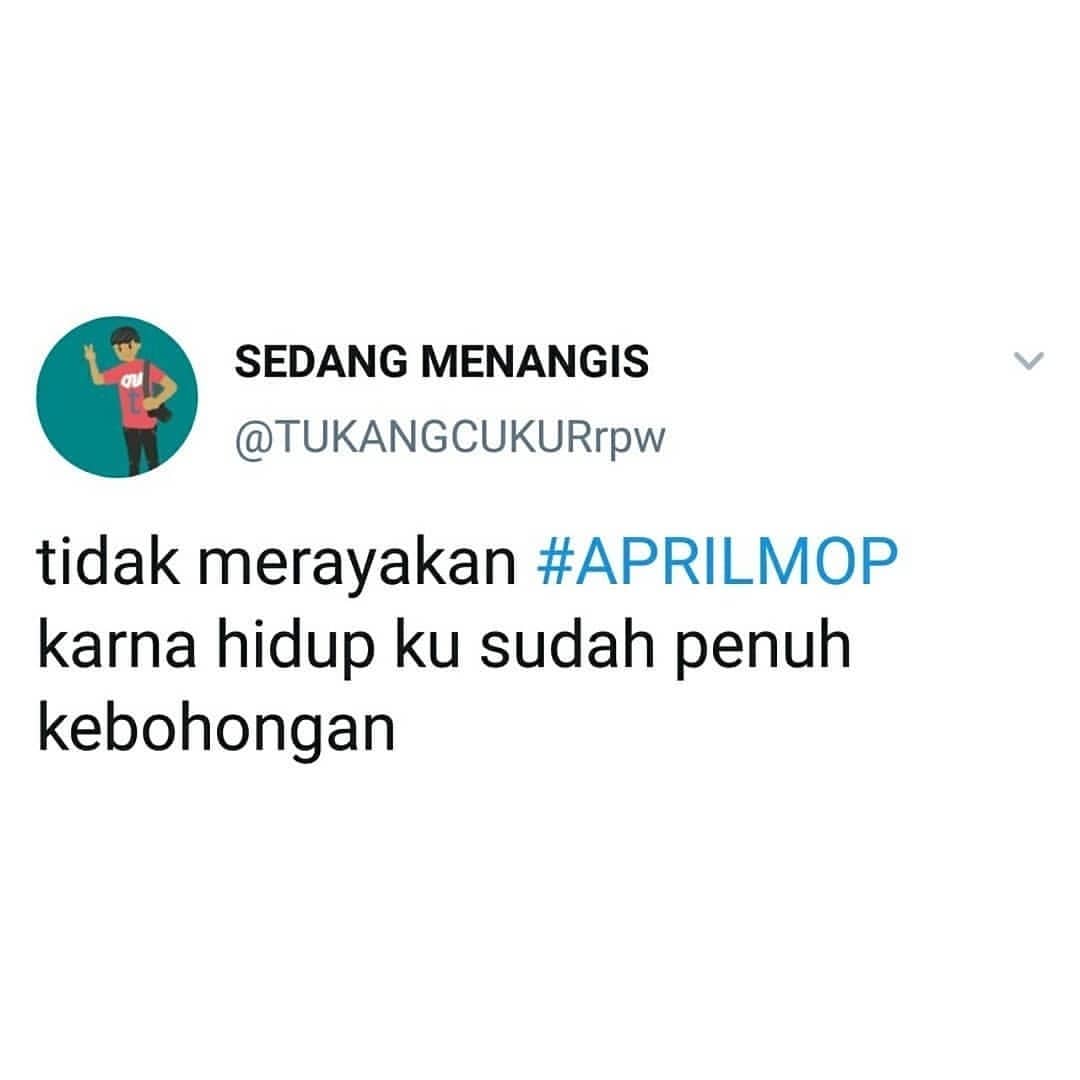 SEDANG MENANGIS
@TUKANGCUKURrpw
tidak merayakan #APRILMOP
karna hidup ku sudah penuh
kebohongan